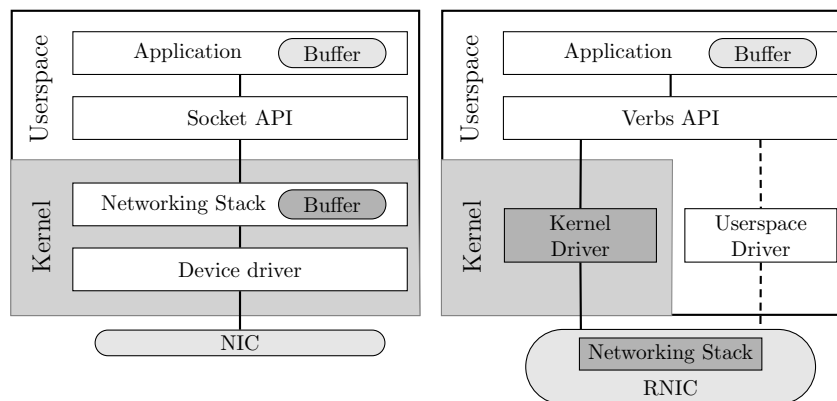 Userspace
Application
Buffer
Socket API
Kernel
Networking Stack
Buffer
Device driver
NIC
Userspace
Application
Buffer
Verbs API
Kernel
Kernel
Driver
Userspace
Driver
Networking Stack
RNIC